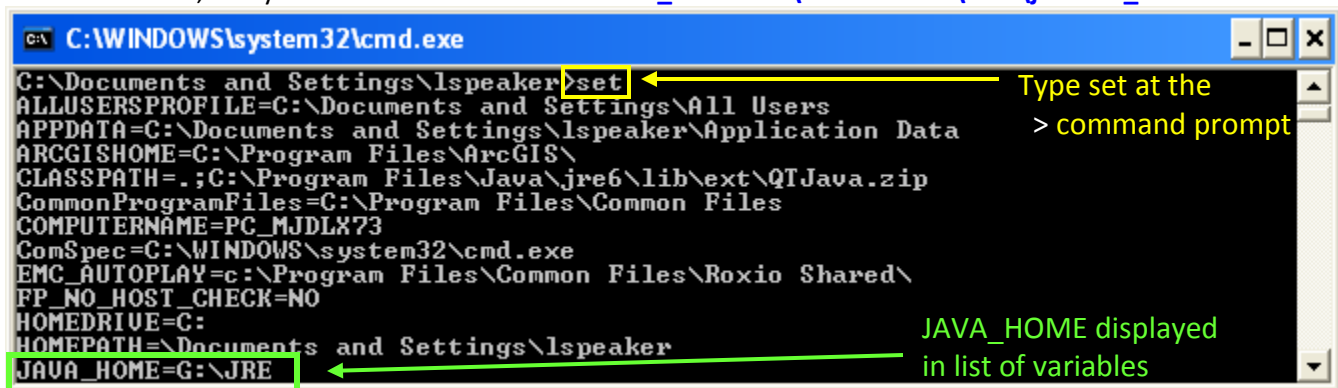 C:\WINDOWS\system32\cmd.exe
C:\Documents and Settings\lspeaker>set
Type set at the
> command prompt
ALLUSERSPROFILE=C:\Documents and Settings\All Users
APPDATA=C:\Documents and Settings\lspeaker\Application Data
ARCGISHOME=C:\Program Files\ArcGIS\
CLASSPATH=.;C:\Program Files\Java\jre6\lib\ext\QTJava.zip
CommonProgramFiles=C:\Program Files\Common Files
COMPUTERNAME=PC_MJDLX73
ComSpec=C:\WINDOWS\system32\cmd.exe
EMC_AUTOPLAY=c:\Program Files\Common Files\Roxio Shared\
FP_NO_HOST_CHECK=NO
HOMEDRIVE=C:
HOMEPATH=\Documents and Settings\lspeaker
JAVA_HOME=G:\JRE
JAVA_HOME displayed
in list of variables